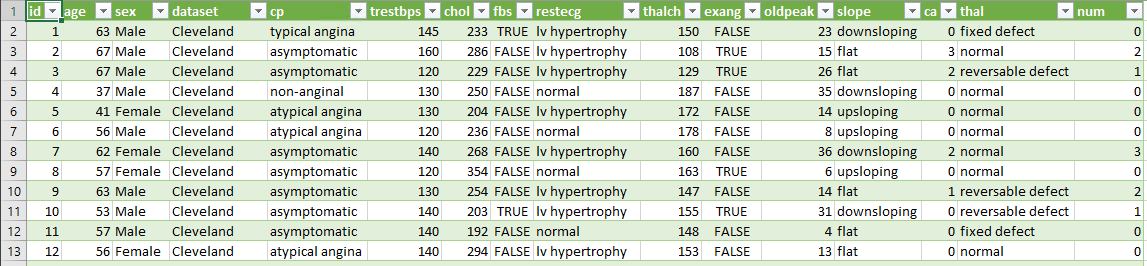 1 id age sex dataset cp trestbps chol fbs restecg thalch exang oldpeak slope ca thal num
2 1 63 Male Cleveland typical angina 145 233 TRUE lv hypertrophy 150 FALSE 23 downsloping 0 fixed defect 0
3 2 67 Male Cleveland asymptomatic 160 286 FALSE lv hypertrophy 108 TRUE 15 flat 3 normal 2
4 3 67 Male Cleveland asymptomatic 120 229 FALSE lv hypertrophy 129 TRUE 26 flat 2 reversable defect 1
5 4 37 Male Cleveland non-anginal 130 250 FALSE normal 187 FALSE 35 downsloping 0 normal 0
6 5 41 Female Cleveland atypical angina 130 204 FALSE lv hypertrophy 172 FALSE 14 upsloping 0 normal 0
7 6 56 Male Cleveland atypical angina 120 236 FALSE normal 178 FALSE 8 upsloping 0 normal 0
8 7 62 Female Cleveland asymptomatic 140 268 FALSE lv hypertrophy 160 FALSE 36 downsloping 2 normal 3
9 8 57 Female Cleveland asymptomatic 120 354 FALSE normal 163 TRUE 6 upsloping 0 normal 0
10 9 63 Male Cleveland asymptomatic 130 254 FALSE lv hypertrophy 147 FALSE 14 flat 1 reversable defect 2
11 10 53 Male Cleveland asymptomatic 140 203 TRUE lv hypertrophy 155 TRUE 31 downsloping 0 reversable defect 1
12 11 57 Male Cleveland asymptomatic 140 192 FALSE normal 148 FALSE 4 flat 0 fixed defect 0
13 12 56 Female Cleveland atypical angina 140 294 FALSE lv hypertrophy 153 FALSE 13 flat 0 normal 0